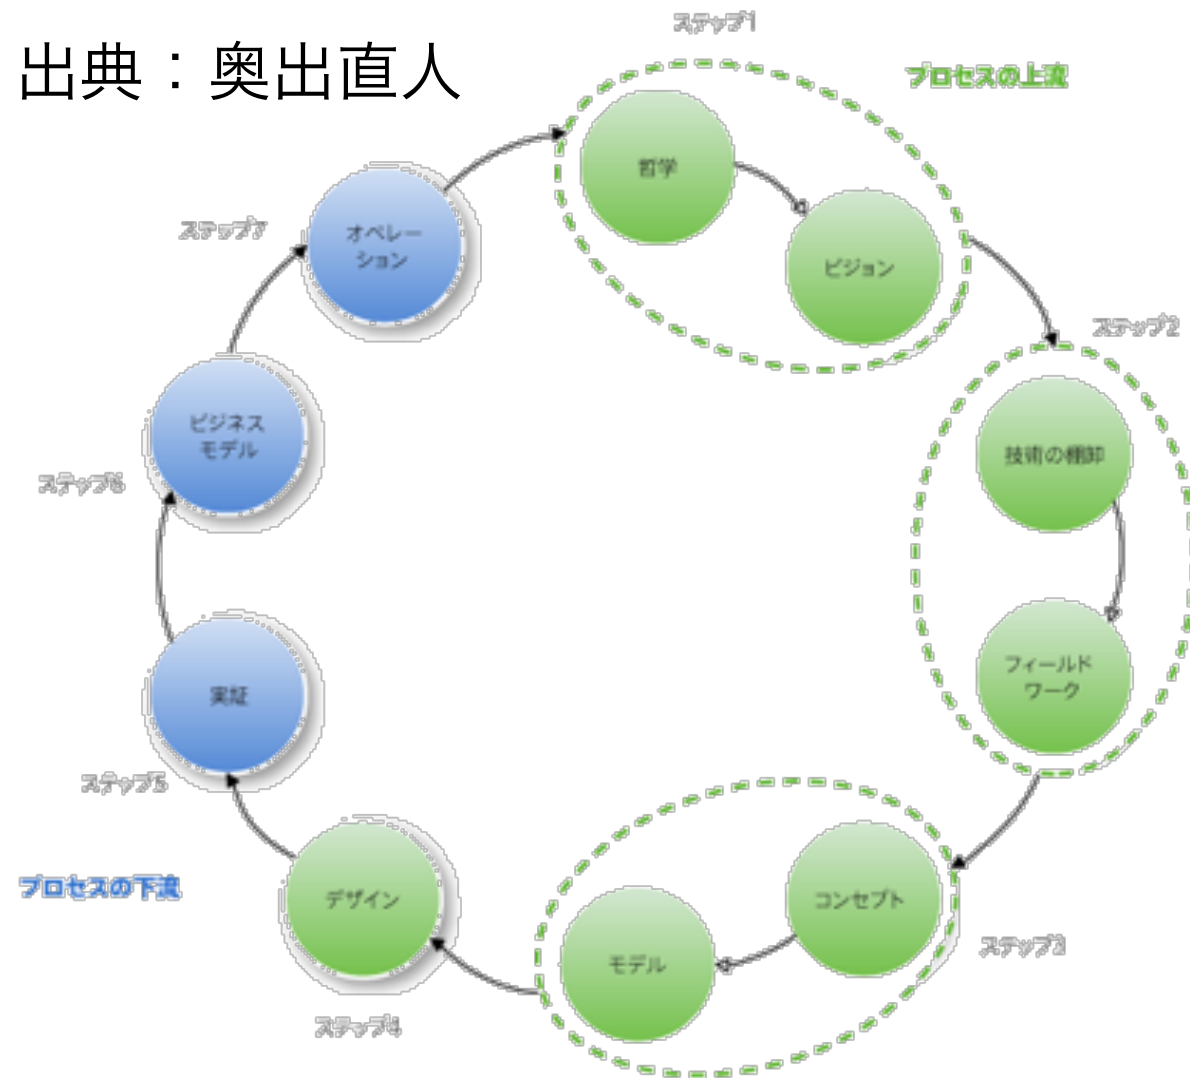 出典：奥出直人
ステップ1
プロセスの上流
哲学
ビジョン
ステップ2
技術の棚卸
フィールド
ワーク
ステップ3
コンセプト
モデル
ステップ4
デザイン
プロセスの下流
ステップ5
実証
ステップ6
ビジネス
モデル
ステップ7
オペレー
ション